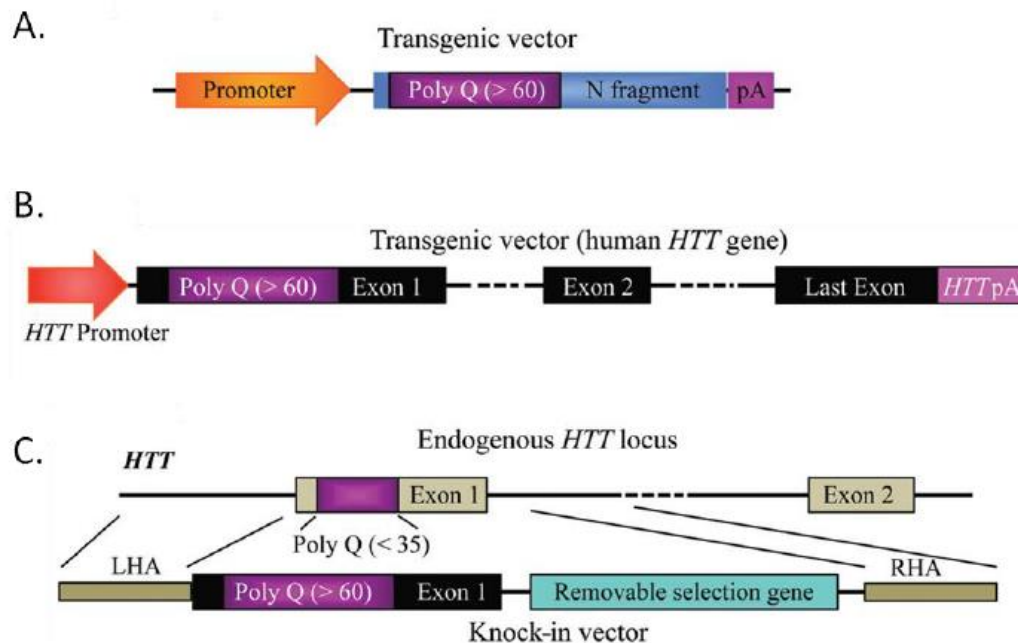 A.
Transgenic vector
Promoter Poly Q (> 60) N fragment pA
B.
Transgenic vector (human HTT gene)
Poly Q (> 60) Exon 1 Exon 2 Last Exon HTT pA
HTT Promoter
C.
Endogenous HTT locus
HTT
Exon 1 Exon 2
Poly Q (< 35)
LHA RHA
Poly Q (> 60) Exon 1 Removable selection gene
Knock-in vector